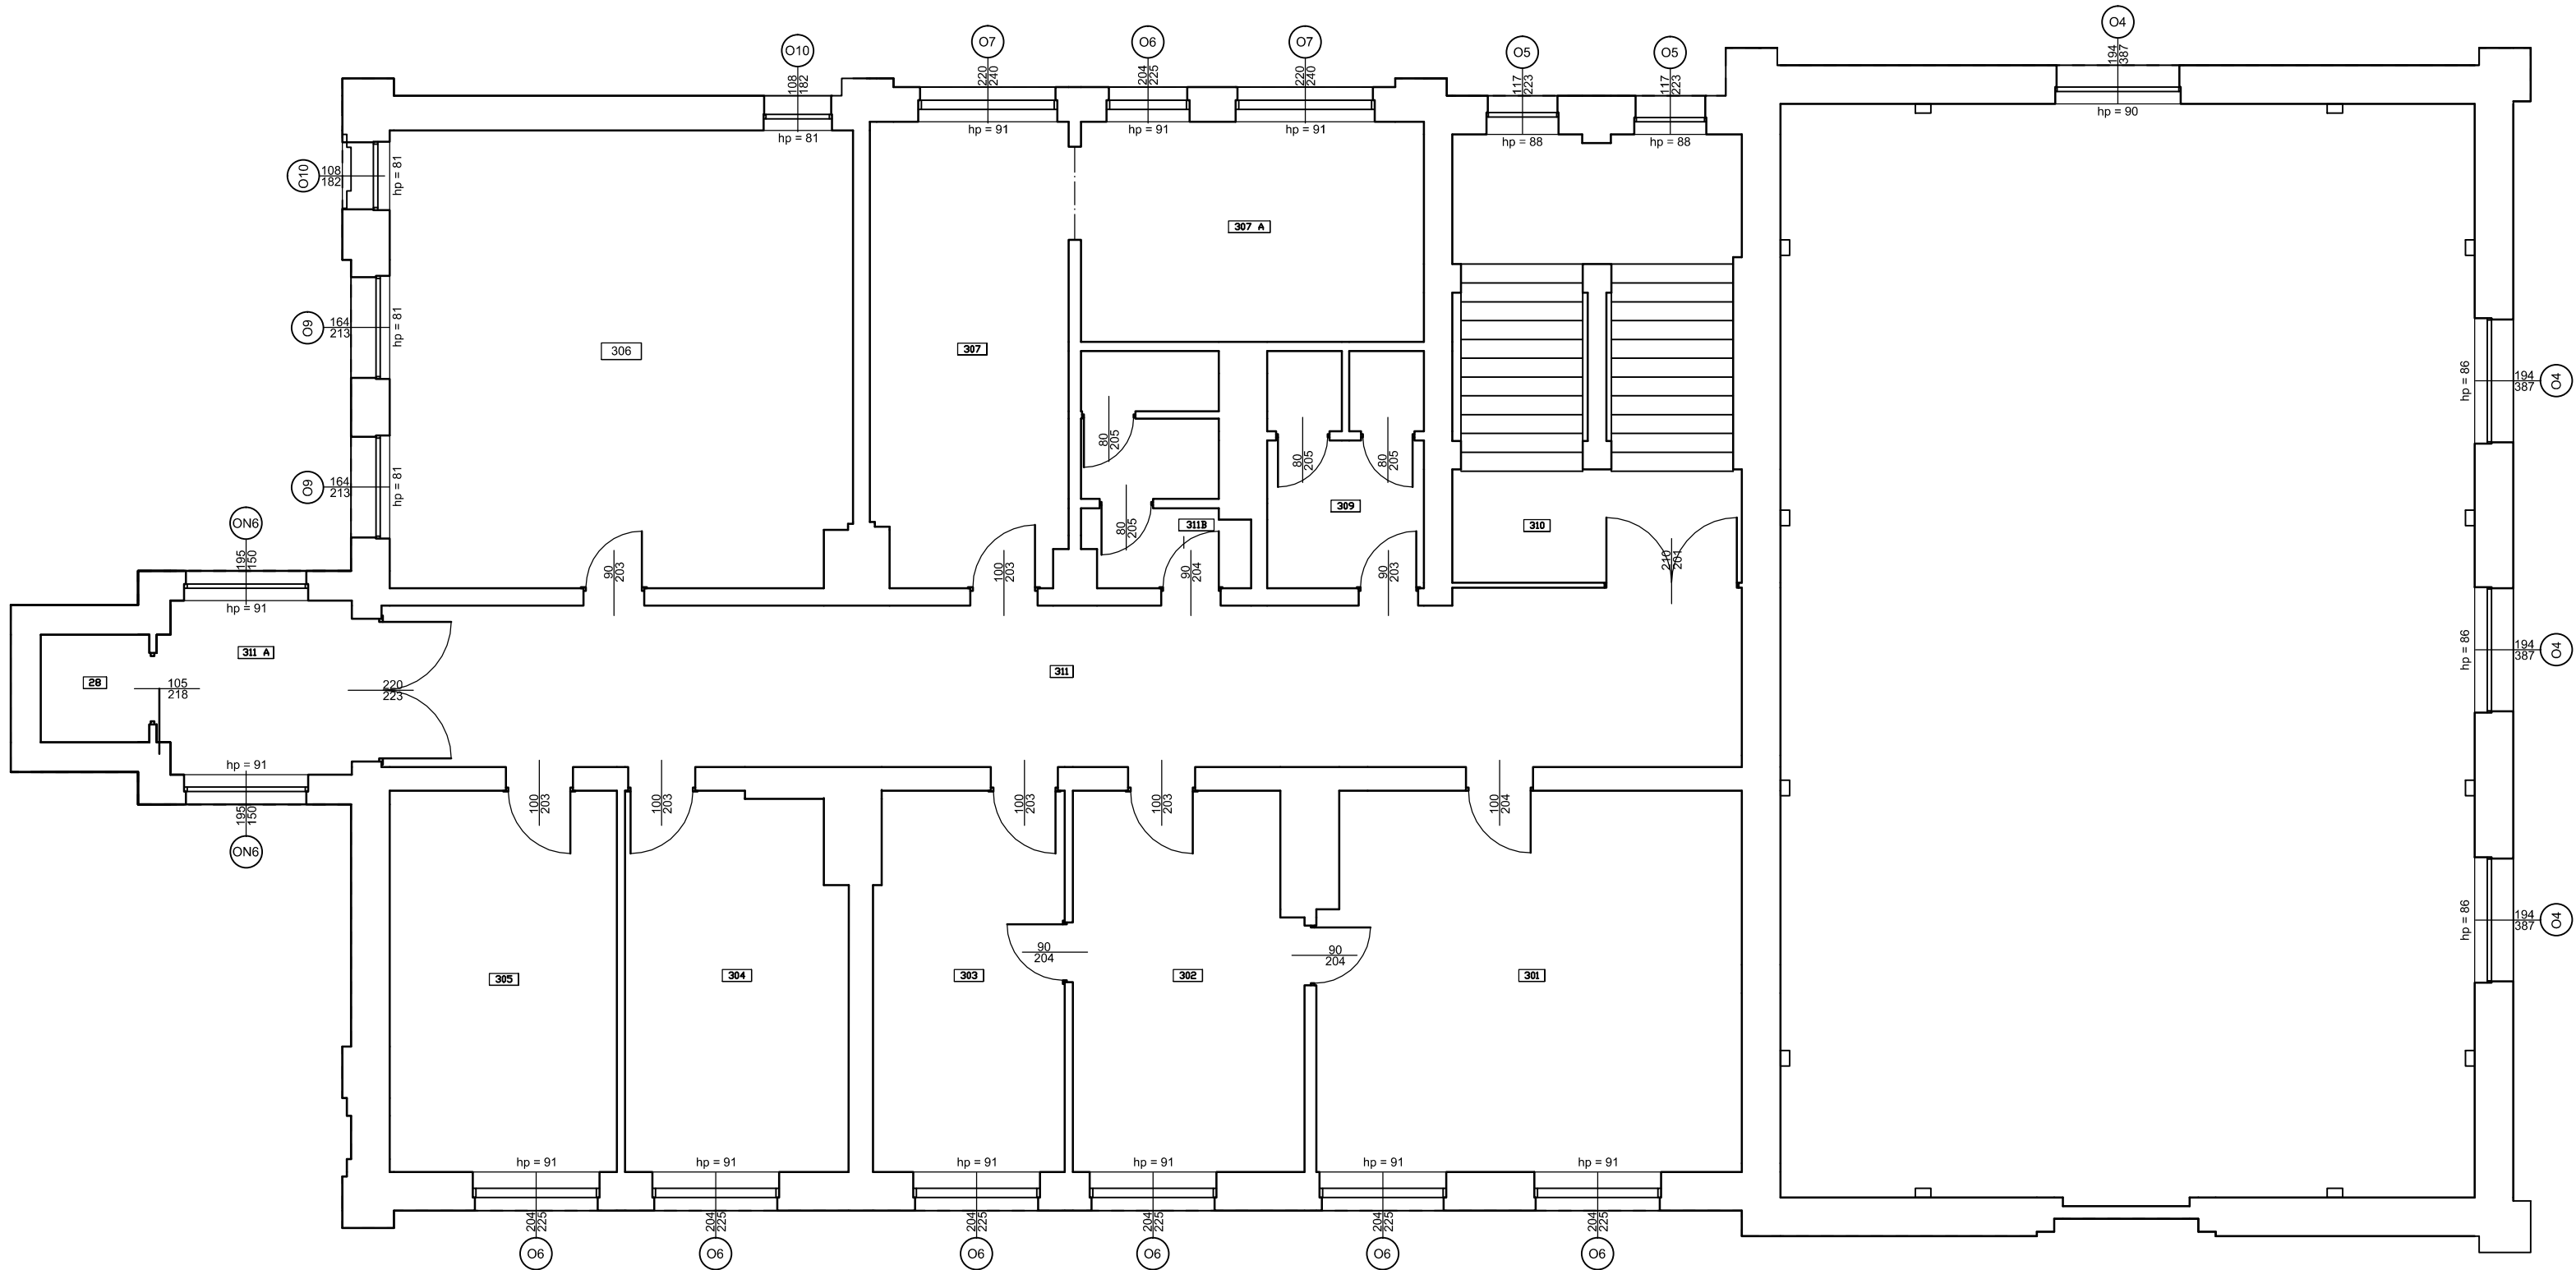 O4
194
387
hp = 90
O7
220
240
hp = 91
O6
204
225
hp = 91
O7
220
240
hp = 91
O10
108
182
hp = 81
O5
117
223
hp = 88
O5
117
223
hp = 88
O10
108
182
hp = 81
307 A
O9
164
213
hp = 81
306
307
O4
194
387
hp = 86
80
205
80
205
80
205
O9
164
213
hp = 81
309
ON6
195
150
hp = 91
80
205
311B
310
90
203
100
203
90
204
90
203
210
201
311 A
311
28
105
218
220
223
O4
194
387
hp = 86
hp = 91
195
150
ON6
100
203
100
203
100
203
100
203
100
204
O4
194
387
hp = 86
90
204
90
204
305
304
303
302
301
hp = 91
hp = 91
hp = 91
hp = 91
hp = 91
hp = 91
204
225
204
225
204
225
204
225
204
225
204
225
O6
O6
O6
O6
O6
O6